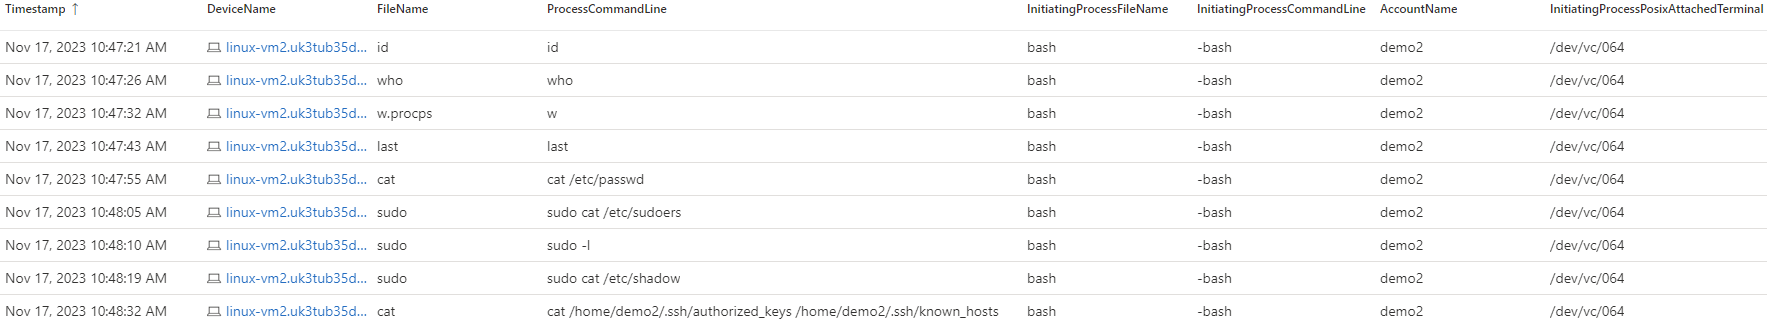 Timestamp ↑ DeviceName FileName ProcessCommandLine InitiatingProcessFileName InitiatingProcessCommandLine AccountName InitiatingProcessPosixAttachedTerminal
Nov 17, 2023 10:47:21 AM linux-vm2.uk3tub35d... id id bash -bash demo2 /dev/vc/064
Nov 17, 2023 10:47:26 AM linux-vm2.uk3tub35d... who who bash -bash demo2 /dev/vc/064
Nov 17, 2023 10:47:32 AM linux-vm2.uk3tub35d... w.procps w bash -bash demo2 /dev/vc/064
Nov 17, 2023 10:47:43 AM linux-vm2.uk3tub35d... last last bash -bash demo2 /dev/vc/064
Nov 17, 2023 10:47:55 AM linux-vm2.uk3tub35d... cat cat /etc/passwd bash -bash demo2 /dev/vc/064
Nov 17, 2023 10:48:05 AM linux-vm2.uk3tub35d... sudo sudo cat /etc/sudoers bash -bash demo2 /dev/vc/064
Nov 17, 2023 10:48:10 AM linux-vm2.uk3tub35d... sudo sudo -l bash -bash demo2 /dev/vc/064
Nov 17, 2023 10:48:19 AM linux-vm2.uk3tub35d... sudo sudo cat /etc/shadow bash -bash demo2 /dev/vc/064
Nov 17, 2023 10:48:32 AM linux-vm2.uk3tub35d... cat cat /home/demo2/.ssh/authorized_keys /home/demo2/.ssh/known_hosts bash -bash demo2 /dev/vc/064